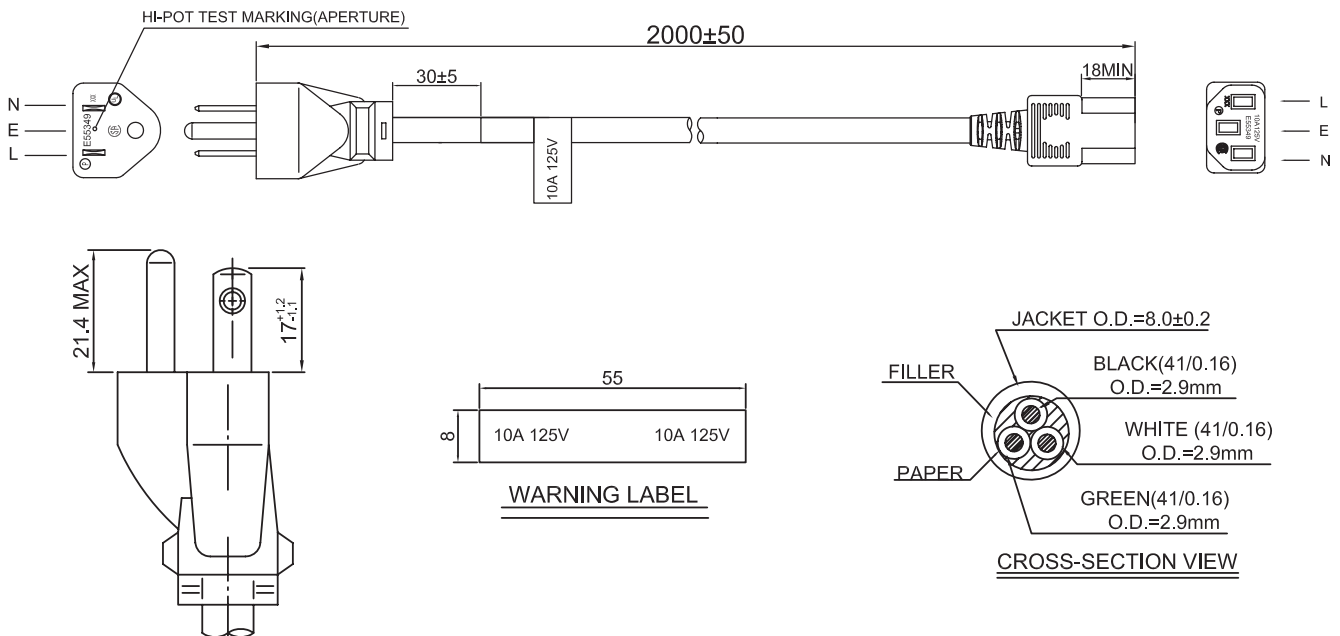 HI-POT TEST MARKING(APERTURE)
2000±50
30±5
18MIN
N
E
L
E55349
XX
P
10A 125V
XX
10A125V
E55349
L
E
N
21.4 MAX
17+1.2
-1.1
55
8
10A 125V 10A 125V
WARNING LABEL
JACKET O.D.=8.0±0.2
FILLER
BLACK(41/0.16)
O.D.=2.9mm
WHITE (41/0.16)
O.D.=2.9mm
PAPER
GREEN(41/0.16)
O.D.=2.9mm
CROSS-SECTION VIEW